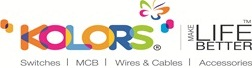 KOLORS®
MAKE LIFE BETTER™
Switches | MCB | Wires & Cables | Accessories